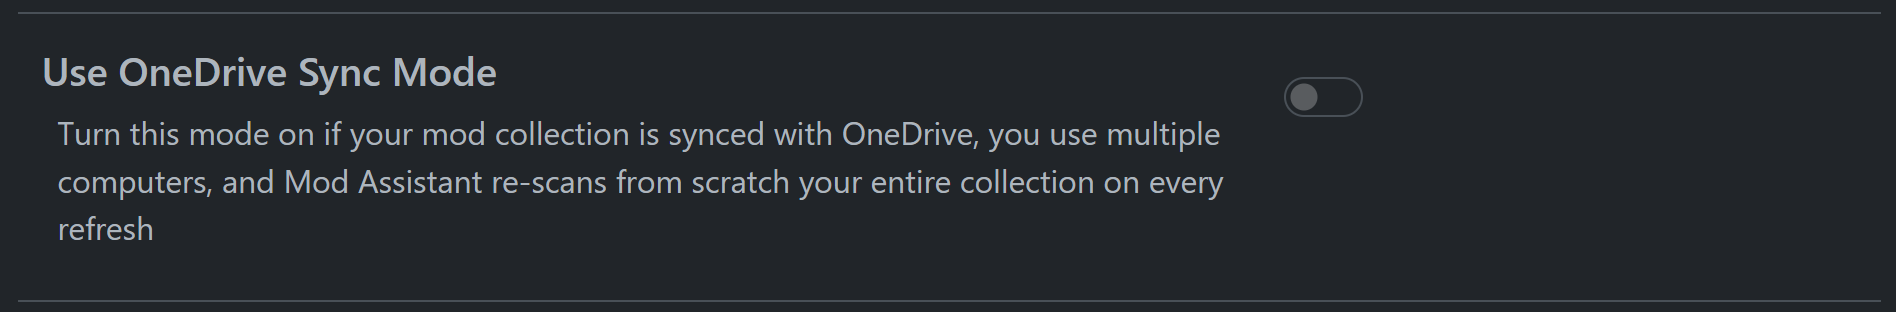 Use OneDrive Sync Mode
Turn this mode on if your mod collection is synced with OneDrive, you use multiple
computers, and Mod Assistant re-scans from scratch your entire collection on every
refresh